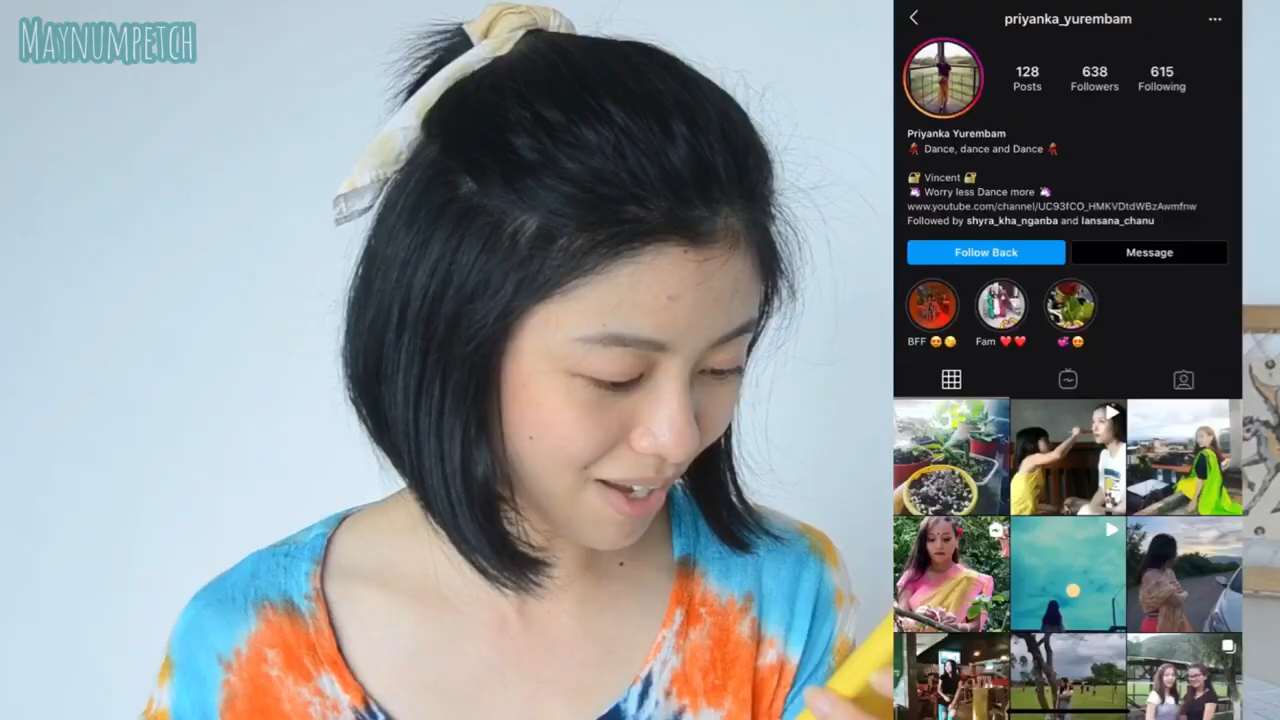 MAYNUMPETCH
priyanka_yurembam
128
638
615
Posts
Followers
Following
Priyanka Yurembam
Dance, dance and Dance
Vincent
Worry less Dance more
www.youtube.com/channel/UC93fCO_HMKVDtdWBzAwmfnw
Followed by shyra_kha_nganba and lansana_chanu
Follow Back
Message
BFF
Fam